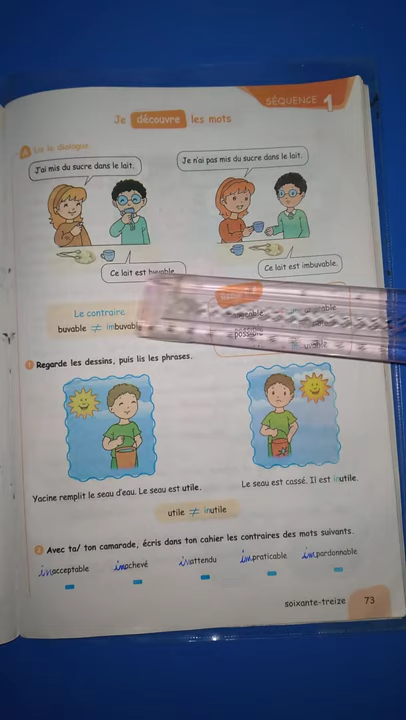 SÉQUENCE 1
Je découvre les mots
Lis le dialogue.
J'ai mis du sucre dans le lait.
Je n'ai pas mis du sucre dans le lait.
Ce lait est buvable.
Ce lait est imbuvable.
Le contraire
buvable ≠ imbuvable
possible
1 Regarde les dessins, puis lis les phrases.
Yacine remplit le seau d'eau. Le seau est utile.
Le seau est cassé. Il est inutile.
utile ≠ inutile
2 Avec ta/ ton camarade, écris dans ton cahier les contraires des mots suivants.
inacceptable inachevé inattendu impraticable impardonnable
soixante-treize 73